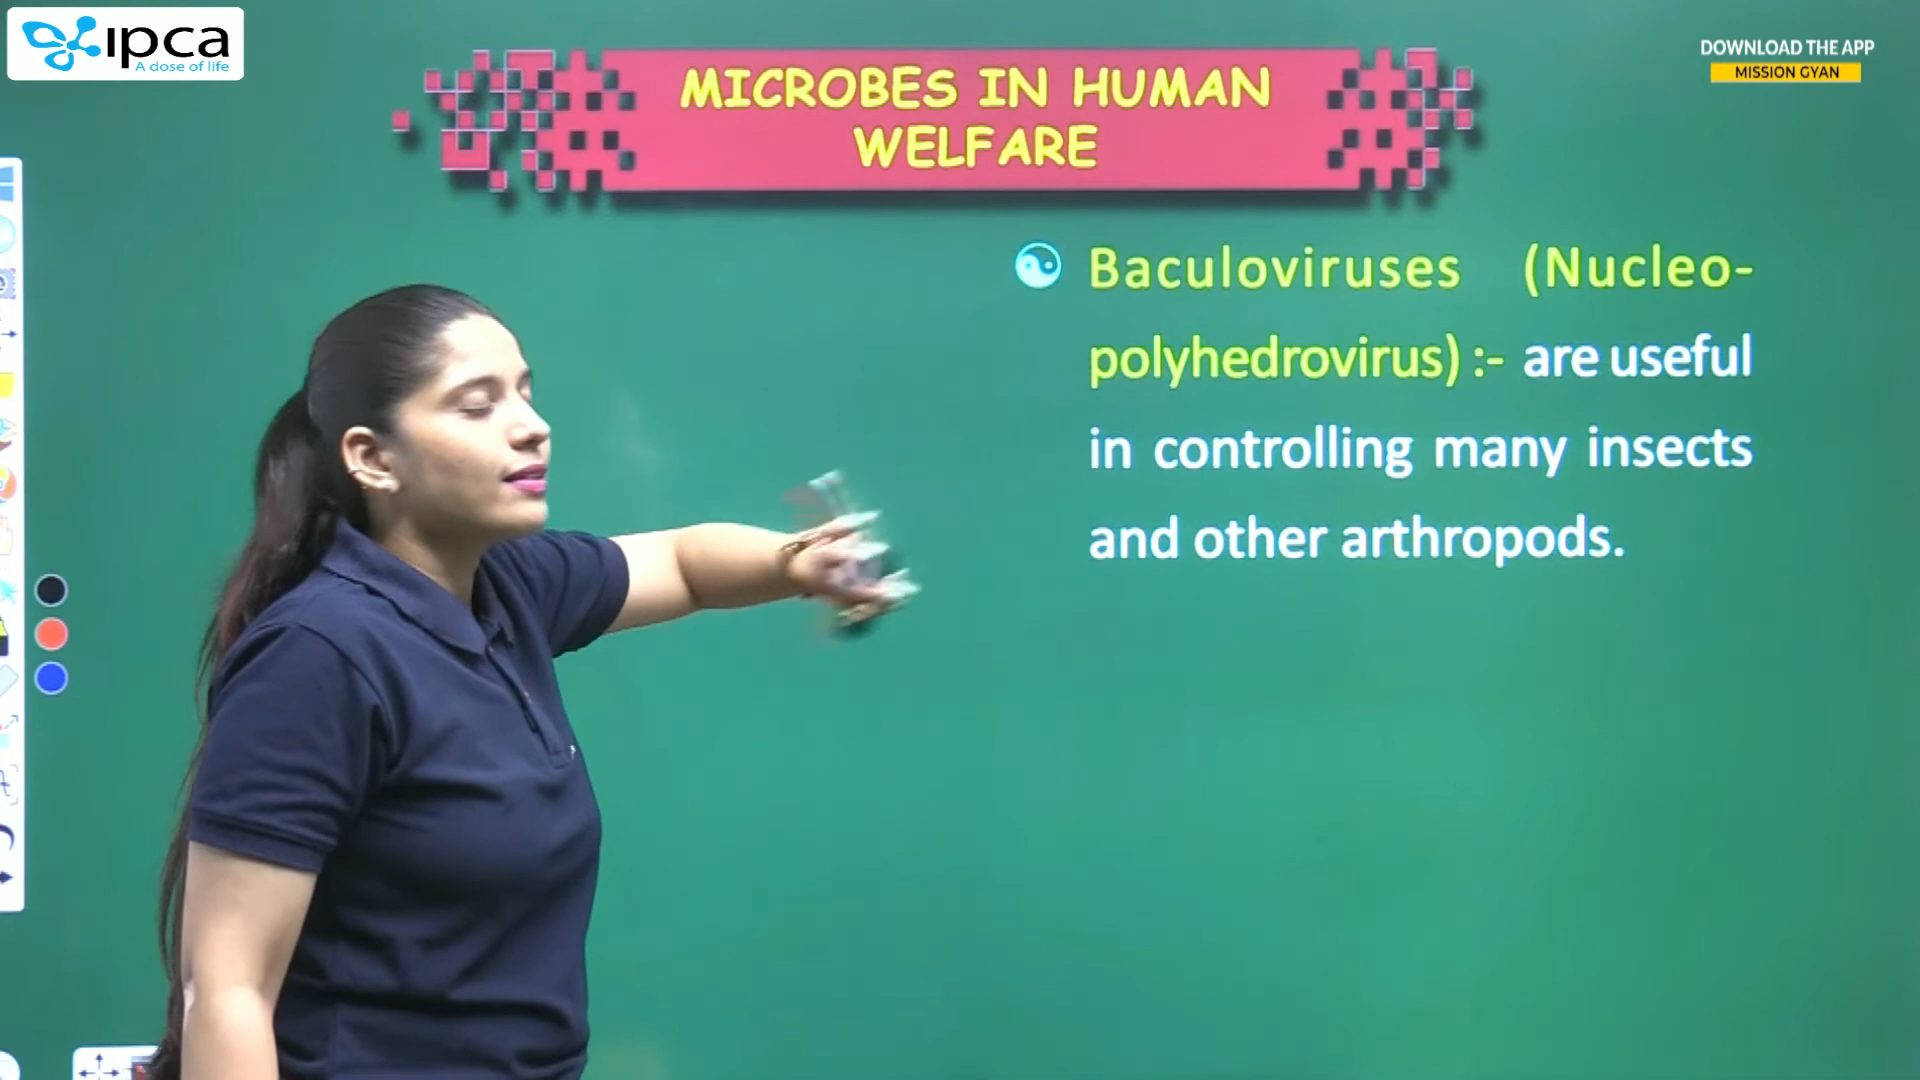 ipca
A dose of life
DOWNLOAD THE APP
MISSION GYAN
MICROBES IN HUMAN
WELFARE
Baculoviruses (Nucleo-
polyhedrovirus) :- are useful
in controlling many insects
and other arthropods.